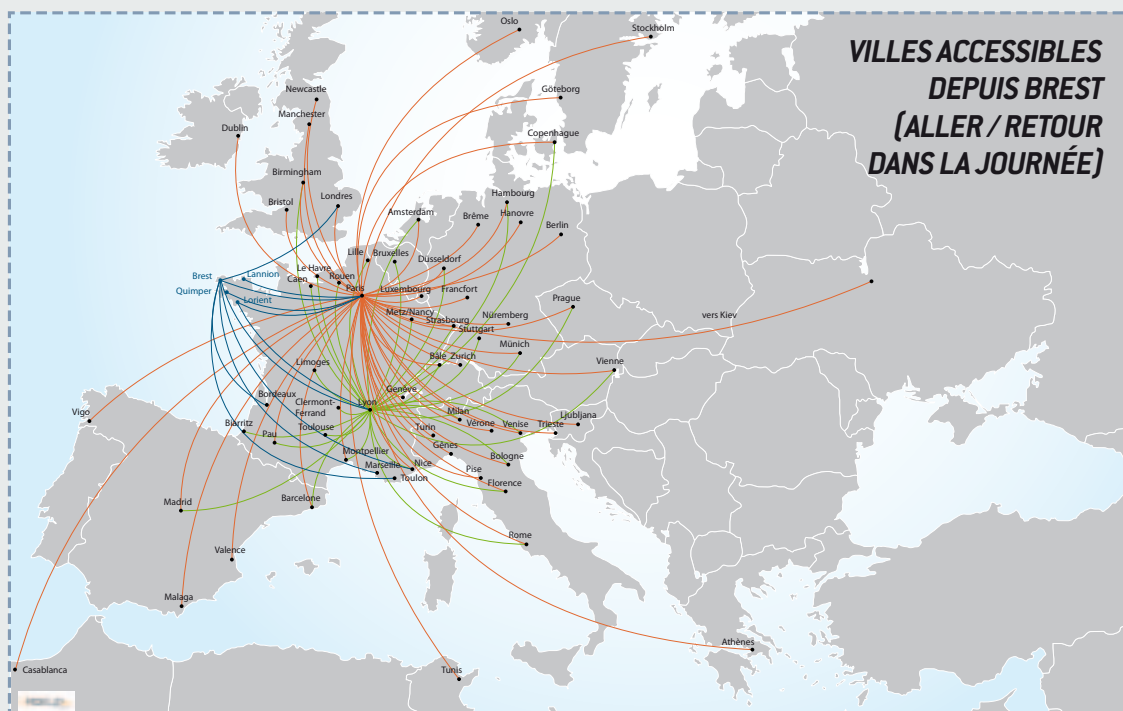 VILLES ACCESSIBLES
DEPUIS BREST
(ALLER / RETOUR
DANS LA JOURNÉE)
Oslo
Stockholm
Newcastle
Göteborg
Manchester
Dublin
Copenhague
Birmingham
Bristol
Londres
Amsterdam
Hambourg
Brême
Hanovre
Berlin
Lille
Bruxelles
Düsseldorf
Brest
Lannion
Le Havre
Caen
Rouen
Quimper
Lorient
Paris
Luxembourg
Francfort
Prague
Metz/Nancy
Strasbourg
Nüremberg
vers Kiev
Stuttgart
Münich
Limoges
Bâle
Zurich
Vienne
Genève
Bordeaux
Clermont-
Ferrand
Lyon
Vigo
Milan
Ljubljana
Biarritz
Pau
Toulouse
Turin
Vérone
Venise
Trieste
Montpellier
Gênes
Bologne
Marseille
Nice
Toulon
Pise
Florence
Madrid
Barcelone
Rome
Valence
Malaga
Athènes
Casablanca
Tunis